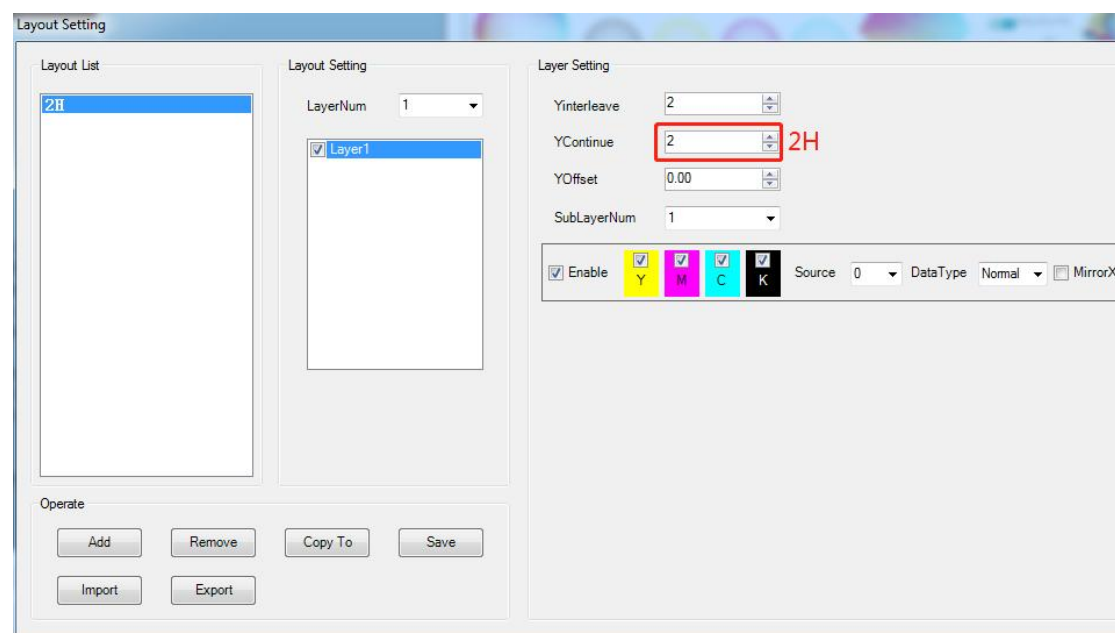 Layout Setting
Layout List
2H
Layout Setting
LayerNum 1
Layer1
Layer Setting
Yinterleave 2
YContinue 2 2H
YOffset 0.00
SubLayerNum 1
Enable Y M C K Source 0 DataType Normal MirrorX
Operate
Add Remove Copy To Save
Import Export